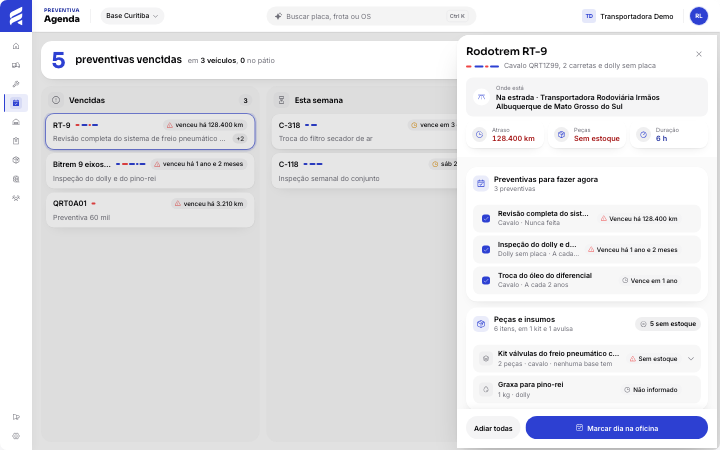 PREVENTIVA
Agenda
Base Curitiba
Buscar placa, frota ou OS
Ctrl K
TD
Transportadora Demo
RL
5 preventivas vencidas em 3 veículos, 0 no pátio
Vencidas
3
RT-9
venceu há 128.400 km
Revisão completa do sistema de freio pneumático ...
+2
Bitrem 9 eixos...
venceu há 1 ano e 2 meses
Inspeção do dolly e do pino-rei
QRT0A01
venceu há 3.210 km
Preventiva 60 mil
Esta semana
C-318
vence em 3
Troca do filtro secador de ar
C-118
sáb 2
Inspeção semanal do conjunto
Rodotrem RT-9
Cavalo QRT1Z99, 2 carretas e dolly sem placa
Onde está
Na estrada · Transportadora Rodoviária Irmãos
Albuquerque de Mato Grosso do Sul
Atraso
128.400 km
Peças
Sem estoque
Duração
6 h
Preventivas para fazer agora
3 preventivas
Revisão completa do sist...
Cavalo · Nunca feita
Venceu há 128.400 km
Inspeção do dolly e d...
Dolly sem placa · A cada...
Venceu há 1 ano e 2 meses
Troca do óleo do diferencial
Cavalo · A cada 2 anos
Vence em 1 ano
Peças e insumos
6 itens, em 1 kit e 1 avulsa
5 sem estoque
Kit válvulas do freio pneumático c...
2 peças · cavalo · nenhuma base tem
Sem estoque
Graxa para pino-rei
1 kg · dolly
Não informado
Adiar todas
Marcar dia na oficina